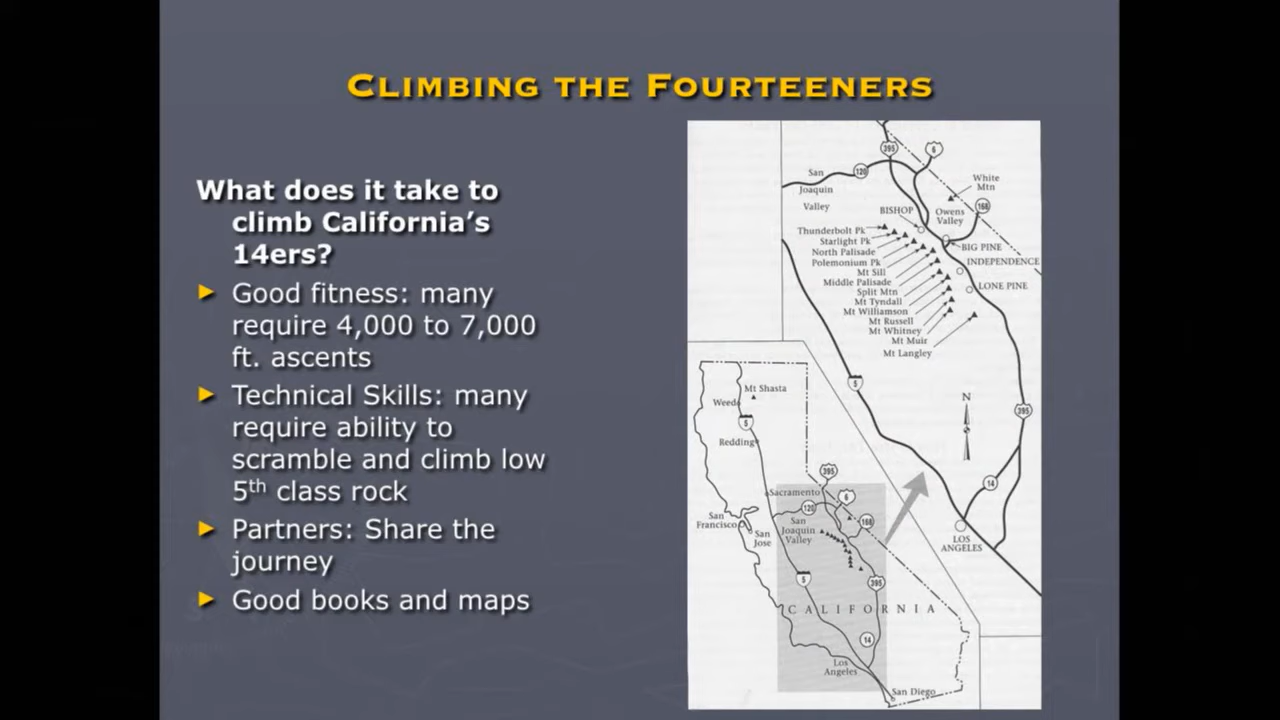 CLIMBING THE FOURTEENERS
What does it take to
climb California's
14ers?
► Good fitness: many
require 4,000 to 7,000
ft. ascents
► Technical Skills: many
require ability to
scramble and climb low
5th class rock
► Partners: Share the
journey
► Good books and maps
395
6
San
Joaquin
Valley
120
White
Mtn
168
BISHOP
Owens
Valley
Thunderbolt Pk
Starlight Pk
North Palisade
Polemonium Pk
Mt Sill
Middle Palisade
Split Mtn
Mt Tyndall
Mt Williamson
Mt Russell
Mt Whitney
Mt Muir
Mt Langley
BIG PINE
INDEPENDENCE
LONE PINE
5
N
395
14
LOS
ANGELES
Mt Shasta
Weed
5
Redding
395
Sacramento
6
120
168
San
Francisco
San
Jose
San
Joaquin
Valley
5
395
CALIFORNIA
14
Los
Angeles
San Diego